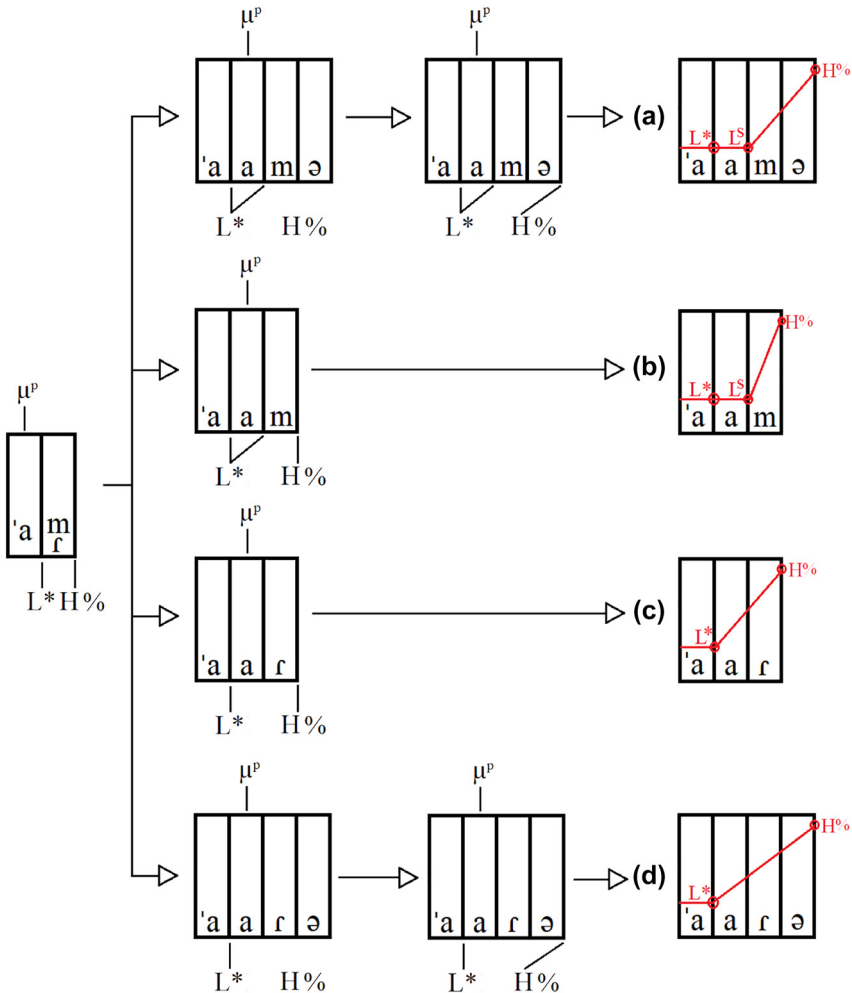 μᵖ
ˈa a m ə
L* H%
μᵖ
ˈa a m ə
L* H%
(a)
H%
L* Lˢ
ˈa a m ə
μᵖ
ˈa a m
L* H%
(b)
H%
L* Lˢ
ˈa a m
μᵖ
ˈa m
ɾ
L* H%
μᵖ
ˈa a ɾ
L* H%
(c)
H%
L*
ˈa a ɾ
μᵖ
ˈa a ɾ ə
L* H%
μᵖ
ˈa a ɾ ə
L* H%
(d)
H%
L*
ˈa a ɾ ə